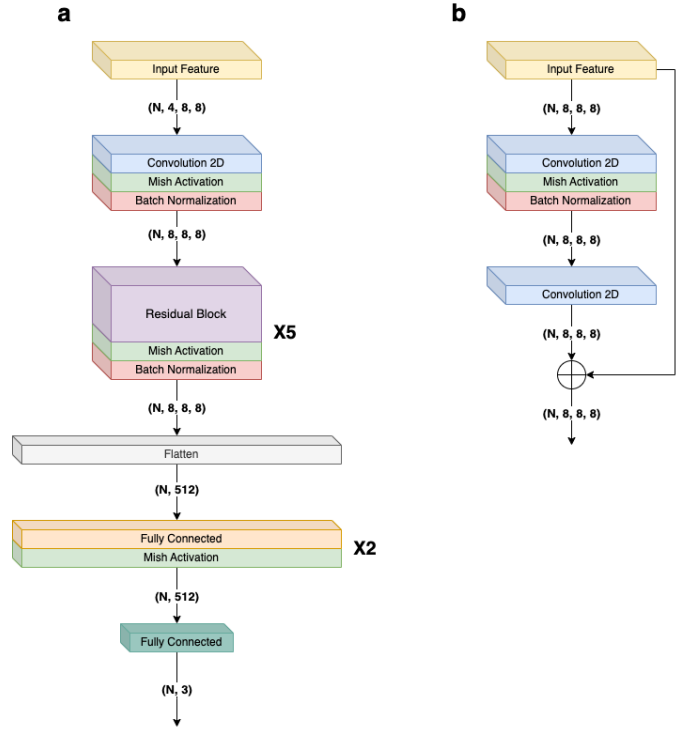 a
Input Feature
(N, 4, 8, 8)
Convolution 2D
Mish Activation
Batch Normalization
(N, 8, 8, 8)
Residual Block
X5
Mish Activation
Batch Normalization
(N, 8, 8, 8)
Flatten
(N, 512)
Fully Connected
Mish Activation
X2
(N, 512)
Fully Connected
(N, 3)
b
Input Feature
(N, 8, 8, 8)
Convolution 2D
Mish Activation
Batch Normalization
(N, 8, 8, 8)
Convolution 2D
(N, 8, 8, 8)
(N, 8, 8, 8)